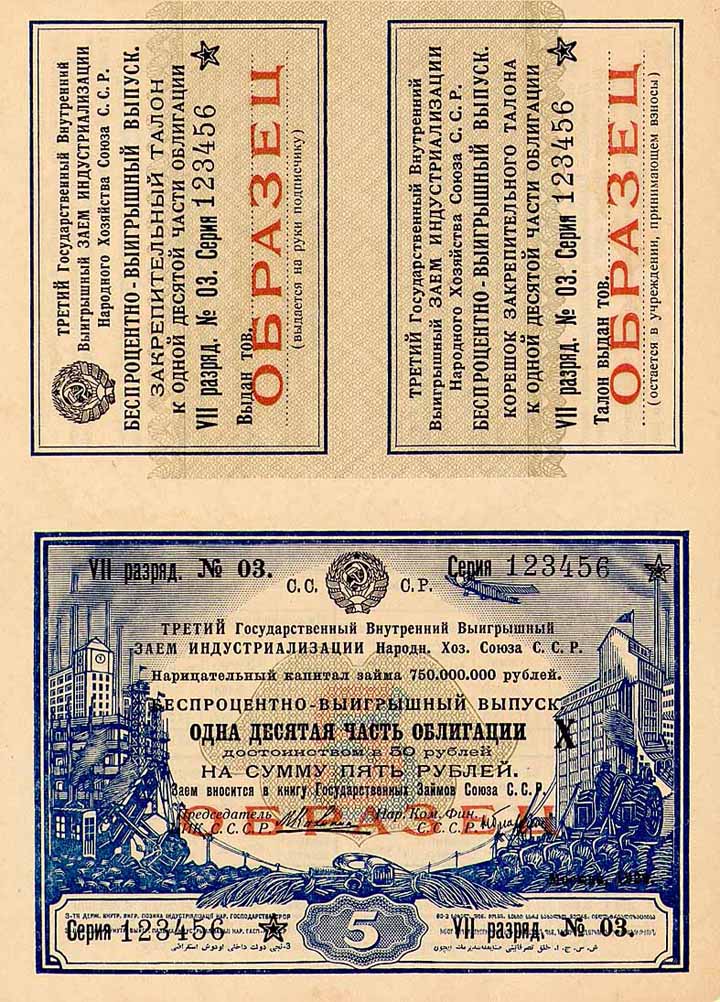 ТРЕТИЙ Государственный Внутренний
Выигрышный ЗАЕМ ИНДУСТРИАЛИЗАЦИИ
Народного Хозяйства Союза С. С. Р.
БЕСПРОЦЕНТНО-ВЫИГРЫШНЫЙ ВЫПУСК.
ЗАКРЕПИТЕЛЬНЫЙ ТАЛОН
К ОДНОЙ ДЕСЯТОЙ ЧАСТИ ОБЛИГАЦИИ
VII разряд. № 03. Серия 123456
Выдан тов.
ОБРАЗЕЦ
(выдается на руки подписчику)
ТРЕТИЙ Государственный Внутренний
Выигрышный ЗАЕМ ИНДУСТРИАЛИЗАЦИИ
Народного Хозяйства Союза С. С. Р.
БЕСПРОЦЕНТНО-ВЫИГРЫШНЫЙ ВЫПУСК.
КОРЕШОК ЗАКРЕПИТЕЛЬНОГО ТАЛОНА
К ОДНОЙ ДЕСЯТОЙ ЧАСТИ ОБЛИГАЦИИ
VII разряд. № 03. Серия 123456
Талон выдан тов.
ОБРАЗЕЦ
(остается в учреждении, принимающем взносы)
VII разряд. № 03. Серия 123456
С.С. С.Р.
ТРЕТИЙ Государственный Внутренний Выигрышный
ЗАЕМ ИНДУСТРИАЛИЗАЦИИ Народн. Хоз. Союза С. С. Р.
Нарицательный капитал займа 750.000.000 рублей.
БЕСПРОЦЕНТНО-ВЫИГРЫШНЫЙ ВЫПУСК
ОДНА ДЕСЯТАЯ ЧАСТЬ ОБЛИГАЦИИ X
достоинством в 50 рублей
НА СУММУ ПЯТЬ РУБЛЕЙ.
Заем вносится в книгу Государственных Займов Союза С. С. Р.
ОБРАЗЕЦ
Председатель Нар. Ком. Фин.
ЦИК С. С. С. Р. С. С. С. Р.
Серия 123456 5 VII разряд. № 03.